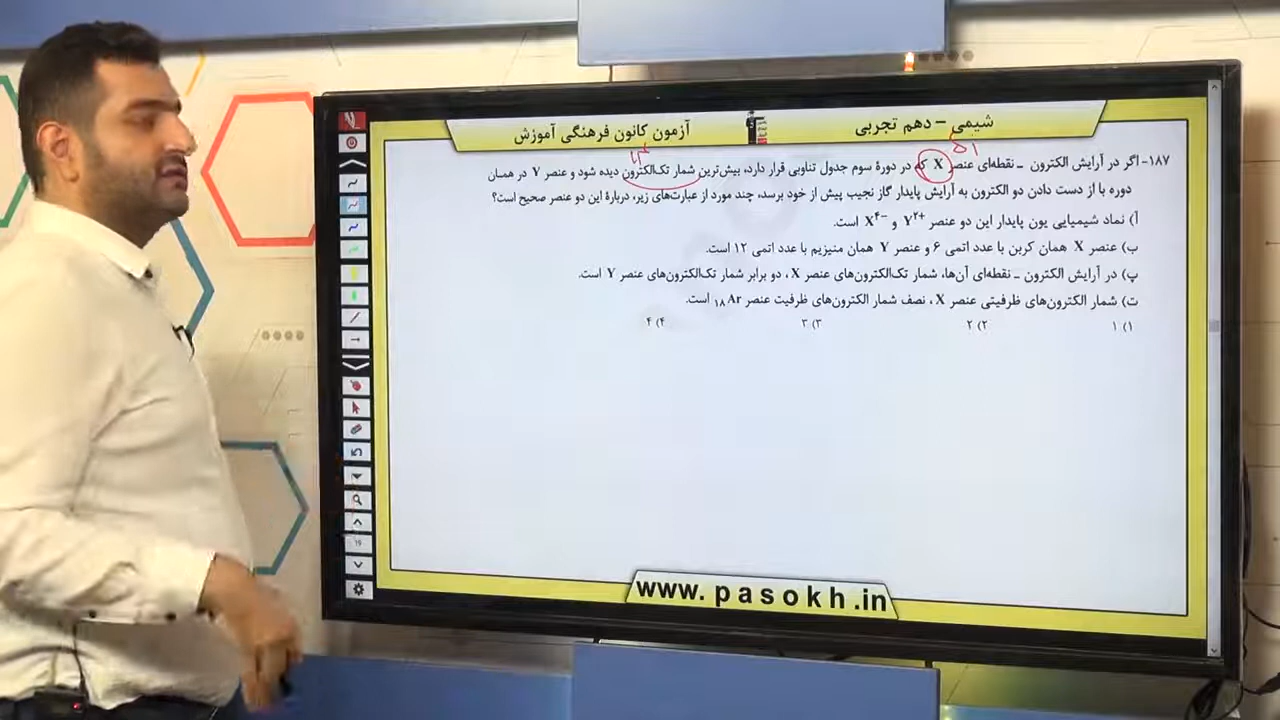 شیمی – دهم تجربی
آزمون کانون فرهنگی آموزش
۱۸۷- اگر در آرایش الکترون ـ نقطه‌ای عنصر X که در دورۀ سوم جدول تناوبی قرار دارد، بیش‌ترین شمار تک‌الکترون دیده شود و عنصر Y در همان
دوره با از دست دادن دو الکترون به آرایش پایدار گاز نجیب پیش از خود برسد، چند مورد از عبارت‌های زیر، دربارۀ این دو عنصر صحیح است؟
آ) نماد شیمیایی یون پایدار این دو عنصر Y²⁺ و X⁴⁻ است.
ب) عنصر X همان کربن با عدد اتمی ۶ و عنصر Y همان منیزیم با عدد اتمی ۱۲ است.
پ) در آرایش الکترون ـ نقطه‌ای آن‌ها، شمار تک‌الکترون‌های عنصر X، دو برابر شمار تک‌الکترون‌های عنصر Y است.
ت) شمار الکترون‌های ظرفیتی عنصر X، نصف شمار الکترون‌های ظرفیت عنصر ₁₈Ar است.
۱) ۱ ۲) ۲ ۳) ۳ ۴) ۴
www.pasokh.in